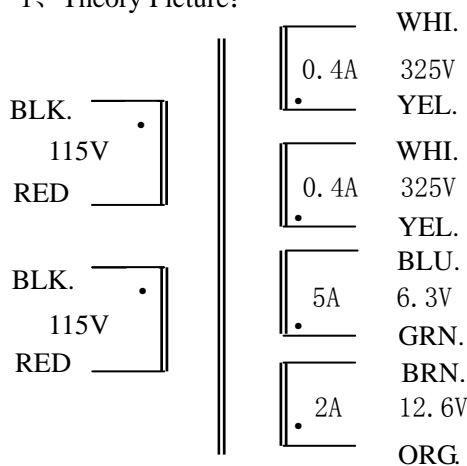 1、Theory Picture:
WHI.
0.4A 325V
YEL.
WHI.
0.4A 325V
YEL.
BLU.
5A 6.3V
GRN.
BRN.
2A 12.6V
ORG.
BLK.
115V
RED
BLK.
115V
RED